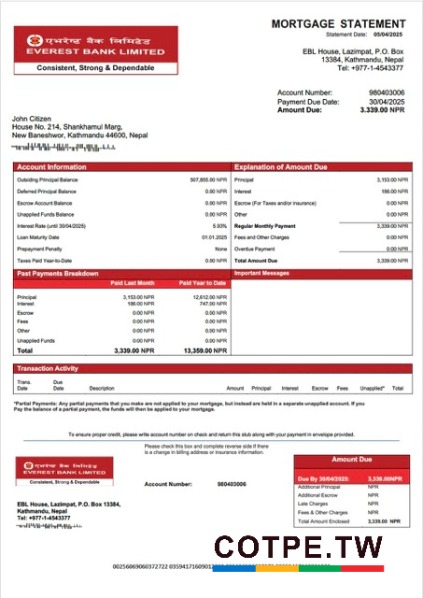 MORTGAGE STATEMENT
Statement Date: 05/04/2025
एभरेष्ट बैंक लिमिटेड
EVEREST BANK LIMITED
Consistent, Strong & Dependable
EBL House, Lazimpat, P.O. Box
13384, Kathmandu, Nepal
Tel: +977-1-4543377
Account Number: 980403006
Payment Due Date: 30/04/2025
Amount Due: 3.339.00 NPR
John Citizen
House No. 214, Shankhamul Marg,
New Baneshwor, Kathmandu 44600, Nepal
Account Information
Outsiding Principal Balance 507,800.00 NPR
Deferred Principal Balance 0.00 NPR
Escrow Account Balance 0.00 NPR
Unapplied Funds Balance 0.00 NPR
Interest Rate (until 30/04/2025) 5.93%
Loan Maturity Date 01.01.2025
Prepayment Penalty None
Taxes Paid Year-to-Date 0.00 NPR
Explanation of Amount Due
Principal 3,153.00 NPR
Interest 186.00 NPR
Escrow (For Taxes and/or Insurance) 0.00 NPR
Other 0.00 NPR
Regular Monthly Payment 3,339.00 NPR
Fees and Other Charges 0.00 NPR
Overdue Payment 0.00 NPR
Total Amount Due 3,339.00 NPR
Past Payments Breakdown
Paid Last Month Paid Year to Date
Principal 3,153.00 NPR 12,612.00 NPR
Interest 186.00 NPR 747.00 NPR
Escrow 0.00 NPR 0.00 NPR
Fees 0.00 NPR 0.00 NPR
Other 0.00 NPR 0.00 NPR
Unapplied Funds 0.00 NPR 0.00 NPR
Total 3,339.00 NPR 13,359.00 NPR
Important Messages
Transaction Activity
Trans. Date Due Date Description Amount Principal Interest Escrow Fees Unapplied* Total
*Partial Payments: Any partial payments that you make are not applied to your mortgage, but instead are held in a separate unapplied account. If you
Pay the balance of a partial payment, the funds will then be applied to your mortgage.
To ensure proper credit, please write account number on check and return this stub along with your payment in envelope provided.
Please check this box and complete reverse side if there
is a change in billing address or insurance information.
एभरेष्ट बैंक लिमिटेड
EVEREST BANK LIMITED
Consistent, Strong & Dependable
Account Number: 980403006
EBL House, Lazimpat, P.O. Box 13384,
Kathmandu, Nepal
Tel: +977-1-4543377
Amount Due
Due By 30/04/2025: 3,339.00NPR
Additional Principal NPR
Additional Escrow NPR
Late Charges NPR
Fees & Other Charges NPR
Total Amount Enclosed 3,339.00 NPR
COTPE.TW